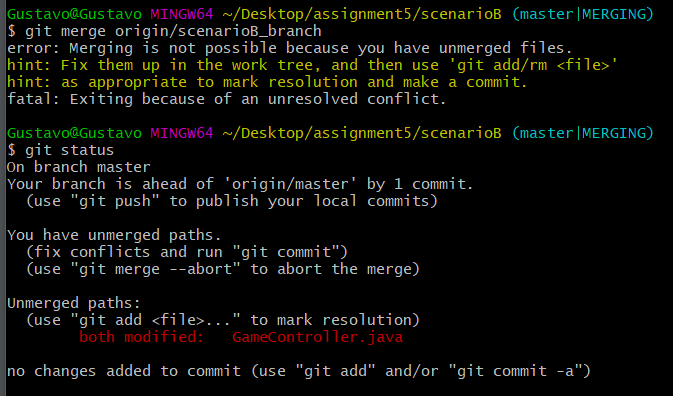 Gustavo@Gustavo MINGW64 ~/Desktop/assignment5/scenarioB (master|MERGING)
$ git merge origin/scenarioB_branch
error: Merging is not possible because you have unmerged files.
hint: Fix them up in the work tree, and then use 'git add/rm <file>'
hint: as appropriate to mark resolution and make a commit.
fatal: Exiting because of an unresolved conflict.
Gustavo@Gustavo MINGW64 ~/Desktop/assignment5/scenarioB (master|MERGING)
$ git status
On branch master
Your branch is ahead of 'origin/master' by 1 commit.
  (use "git push" to publish your local commits)
You have unmerged paths.
  (fix conflicts and run "git commit")
  (use "git merge --abort" to abort the merge)
Unmerged paths:
  (use "git add <file>..." to mark resolution)
        both modified:   GameController.java
no changes added to commit (use "git add" and/or "git commit -a")